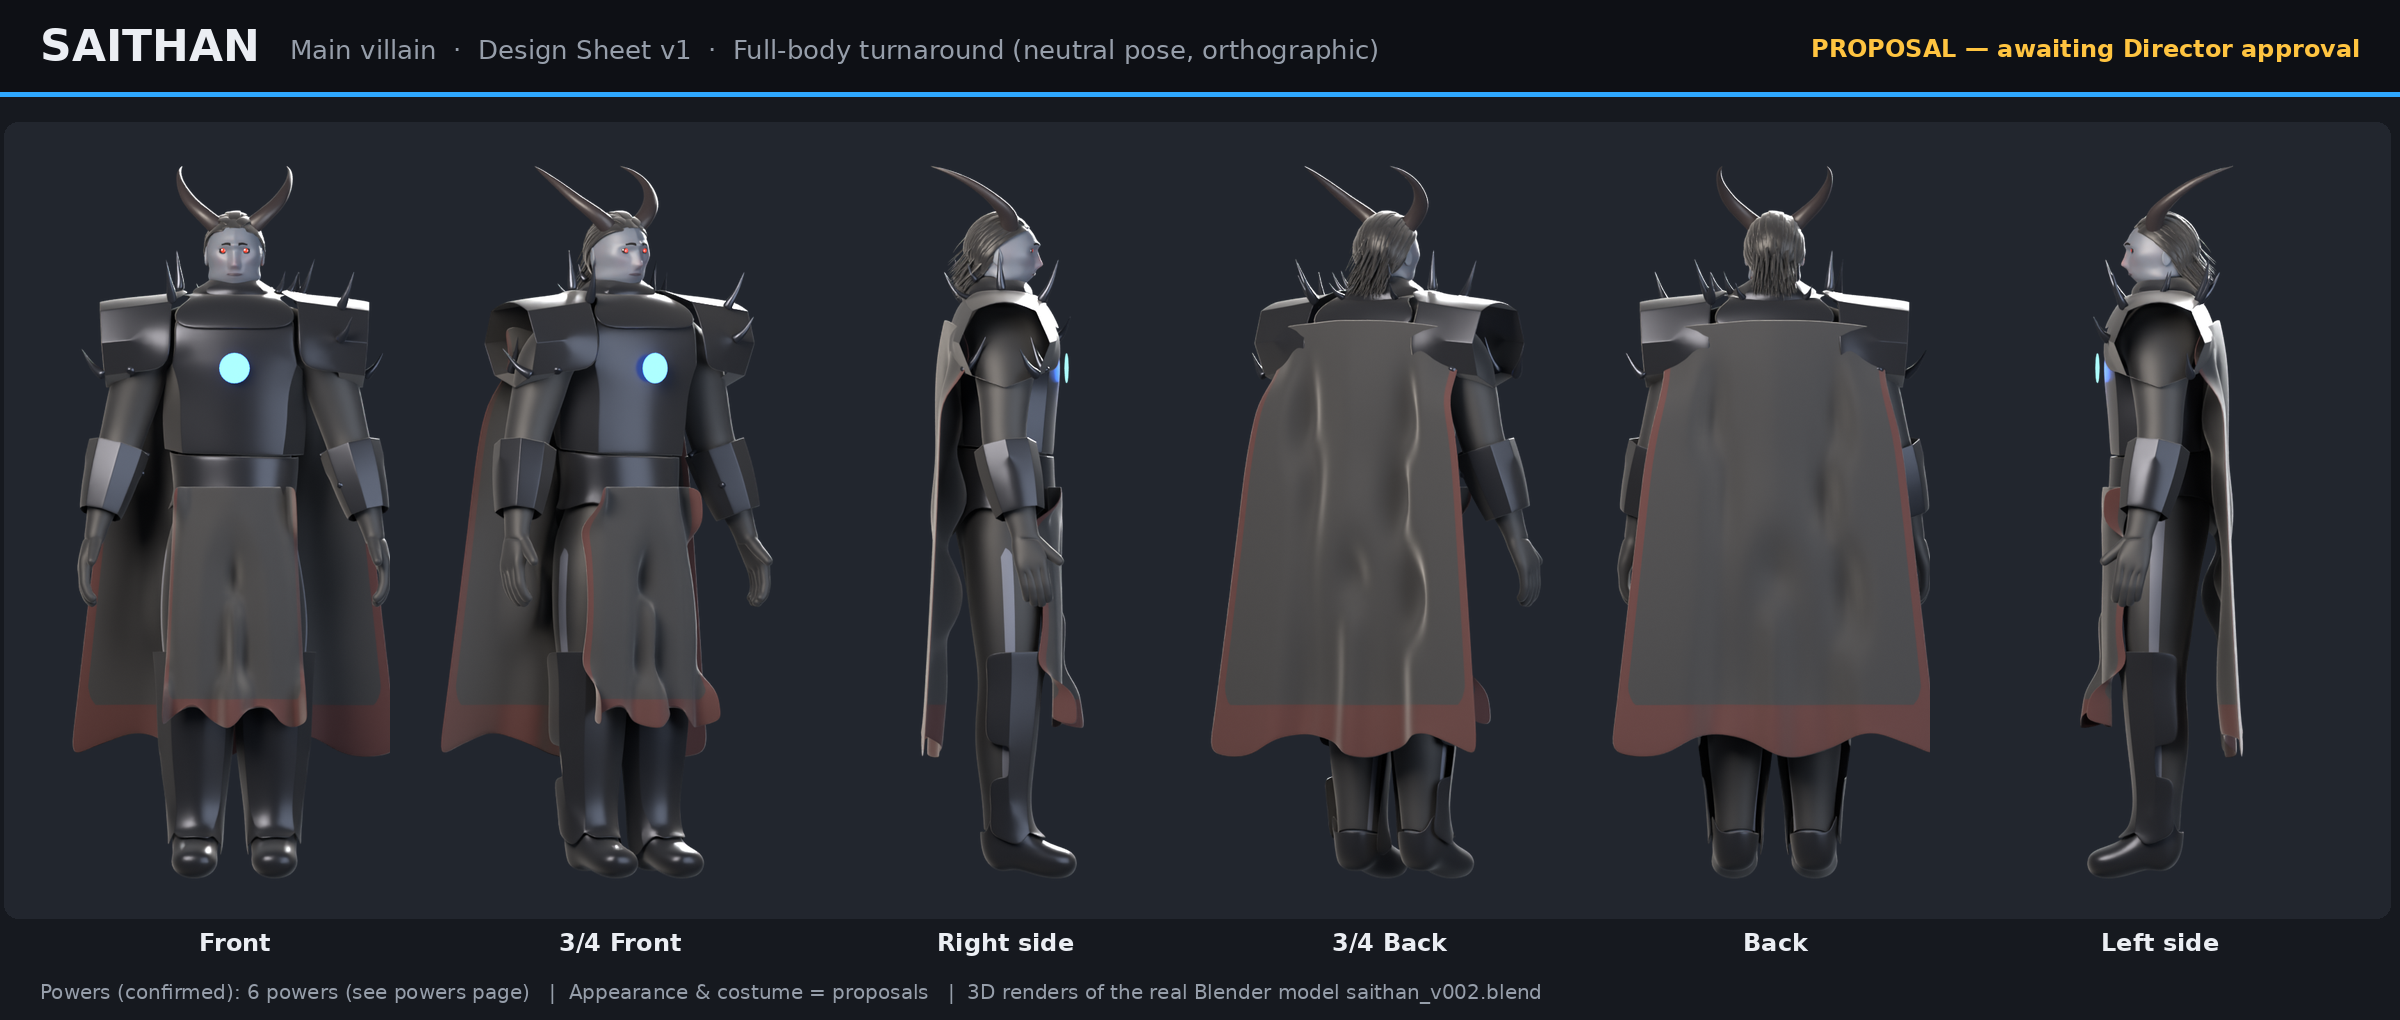 SAITHAN Main villain · Design Sheet v1 · Full-body turnaround (neutral pose, orthographic) PROPOSAL — awaiting Director approval
Front 3/4 Front Right side 3/4 Back Back Left side
Powers (confirmed): 6 powers (see powers page) | Appearance & costume = proposals | 3D renders of the real Blender model saithan_v002.blend